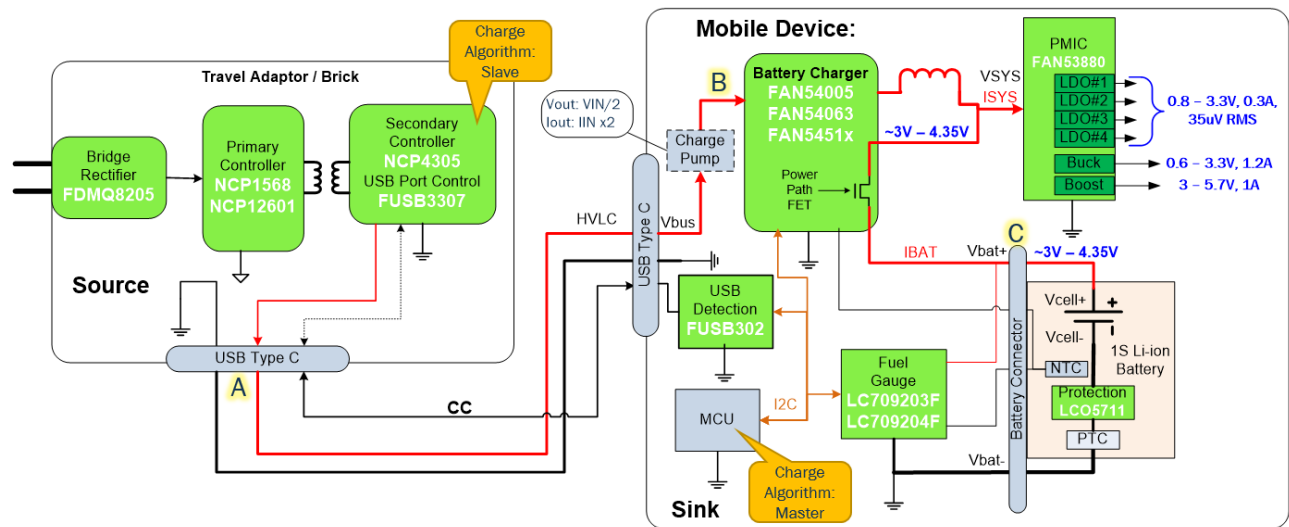 Charge
Algorithm:
Slave
Travel Adaptor / Brick
Bridge
Rectifier
FDMQ8205
Primary
Controller
NCP1568
NCP12601
Secondary
Controller
NCP4305
USB Port Control
FUSB3307
Source
USB Type C
A
CC
HVLC
Mobile Device:
Vout: VIN/2
Iout: IIN x2
B
Charge
Pump
USB Type C
Vbus
Battery Charger
FAN54005
FAN54063
FAN5451x
Power
Path
FET
~3V – 4.35V
VSYS
ISYS
PMIC
FAN53880
LDO#1
LDO#2
LDO#3
LDO#4
Buck
Boost
0.8 – 3.3V, 0.3A,
35uV RMS
0.6 – 3.3V, 1.2A
3 – 5.7V, 1A
USB
Detection
FUSB302
MCU
I2C
Charge
Algorithm:
Master
Sink
Fuel
Gauge
LC709203F
LC709204F
IBAT
Vbat+
Vbat-
C
Battery Connector
~3V – 4.35V
Vcell+
+
-
Vcell-
1S Li-ion
Battery
NTC
Protection
LCO5711
PTC